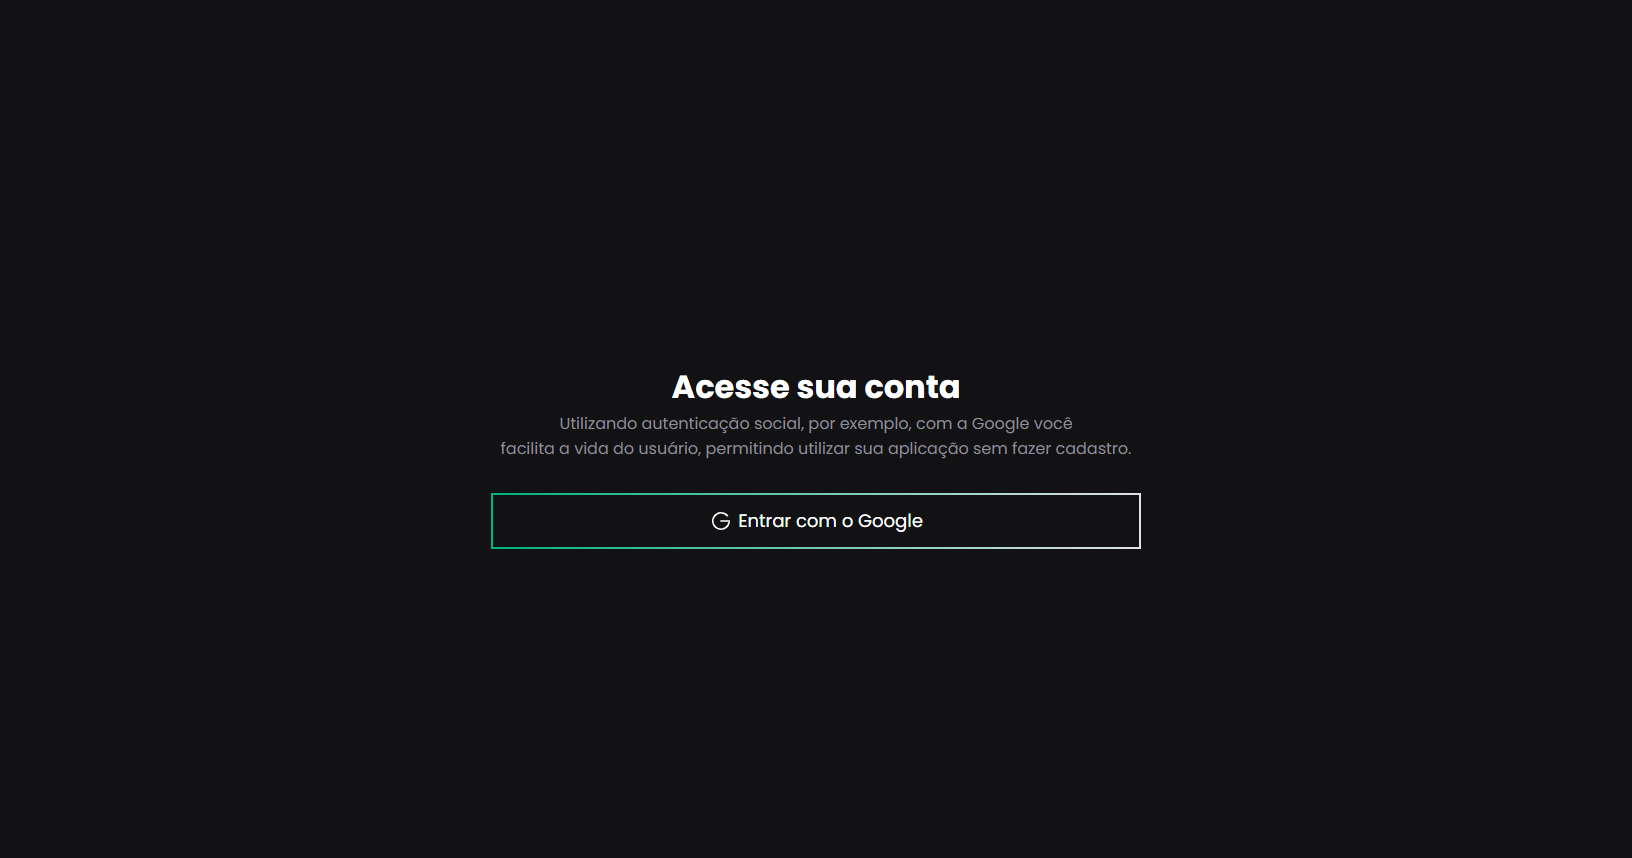 Acesse sua conta
Utilizando autenticação social, por exemplo, com a Google você
facilita a vida do usuário, permitindo utilizar sua aplicação sem fazer cadastro.
Entrar com o Google